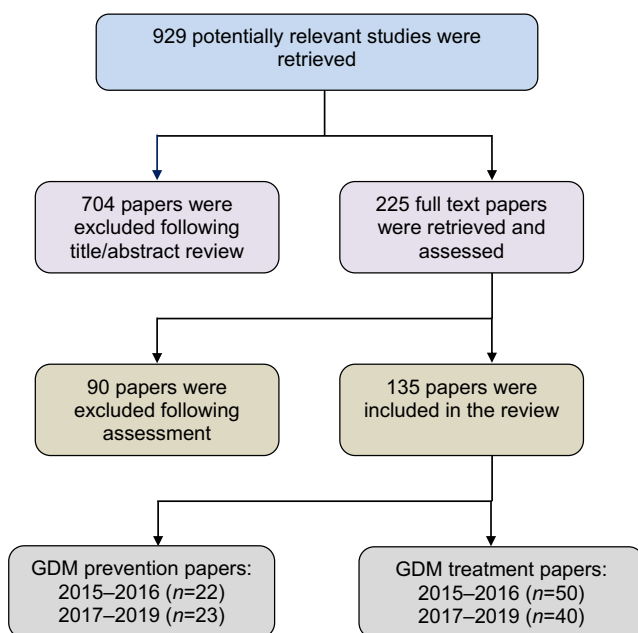 929 potentially relevant studies were
retrieved
704 papers were
excluded following
title/abstract review
225 full text papers
were retrieved and
assessed
90 papers were
excluded following
assessment
135 papers were
included in the review
GDM prevention papers:
2015–2016 (n=22)
2017–2019 (n=23)
GDM treatment papers:
2015–2016 (n=50)
2017–2019 (n=40)